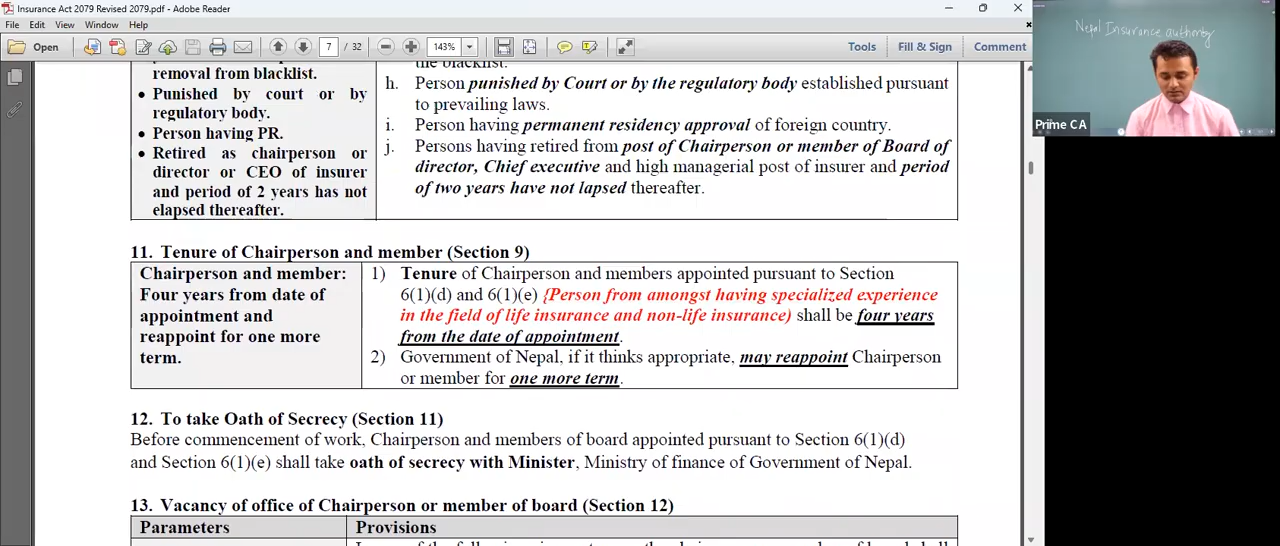 Insurance Act 2079 Revised 2079.pdf - Adobe Reader
File Edit View Window Help
Open 7 / 32 143% Tools Fill & Sign Comment
Nepal Insurance authority
Prime CA
removal from blacklist.
• Punished by court or by
regulatory body.
• Person having PR.
• Retired as chairperson or
director or CEO of insurer
and period of 2 years has not
elapsed thereafter.
the blacklist.
h. Person punished by Court or by the regulatory body established pursuant
to prevailing laws.
i. Person having permanent residency approval of foreign country.
j. Persons having retired from post of Chairperson or member of Board of
director, Chief executive and high managerial post of insurer and period
of two years have not lapsed thereafter.
11. Tenure of Chairperson and member (Section 9)
Chairperson and member:
Four years from date of
appointment and
reappoint for one more
term.
1) Tenure of Chairperson and members appointed pursuant to Section
6(1)(d) and 6(1)(e) {Person from amongst having specialized experience
in the field of life insurance and non-life insurance) shall be four years
from the date of appointment.
2) Government of Nepal, if it thinks appropriate, may reappoint Chairperson
or member for one more term.
12. To take Oath of Secrecy (Section 11)
Before commencement of work, Chairperson and members of board appointed pursuant to Section 6(1)(d)
and Section 6(1)(e) shall take oath of secrecy with Minister, Ministry of finance of Government of Nepal.
13. Vacancy of office of Chairperson or member of board (Section 12)
Parameters Provisions